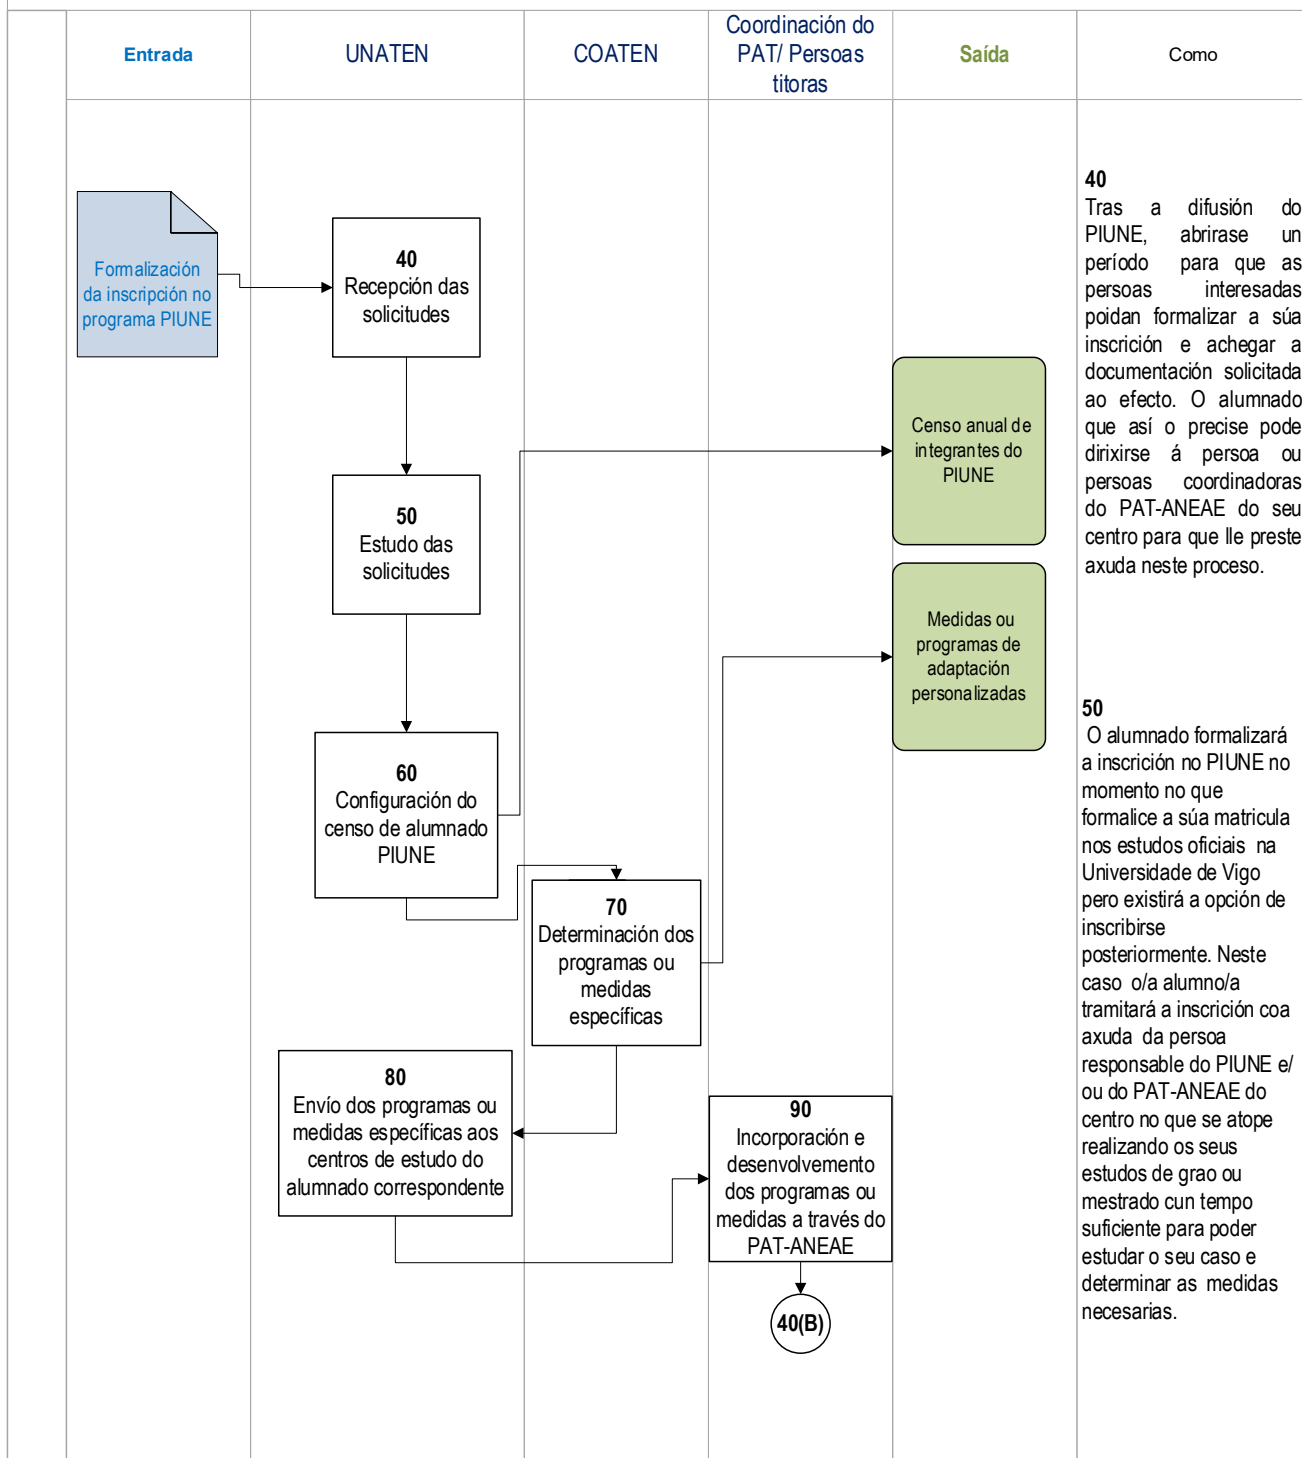 Entrada
UNATEN
COATEN
Coordinación do
PAT/ Persoas
titoras
Saída
Como
Formalización
da inscripción no
programa PIUNE
40
Recepción das
solicitudes
50
Estudo das
solicitudes
60
Configuración do
censo de alumnado
PIUNE
70
Determinación dos
programas ou
medidas
específicas
80
Envío dos programas ou
medidas específicas aos
centros de estudo do
alumnado correspondente
90
Incorporación e
desenvolvemento
dos programas ou
medidas a través do
PAT-ANEAE
40(B)
Censo anual de
integrantes do
PIUNE
Medidas ou
programas de
adaptación
personalizadas
40
Tras a difusión do
PIUNE, abrirase un
período para que as
persoas interesadas
poidan formalizar a súa
inscrición e achegar a
documentación solicitada
ao efecto. O alumnado
que así o precise pode
dirixirse á persoa ou
persoas coordinadoras
do PAT-ANEAE do seu
centro para que lle preste
axuda neste proceso.
50
O alumnado formalizará
a inscrición no PIUNE no
momento no que
formalice a súa matricula
nos estudos oficiais na
Universidade de Vigo
pero existirá a opción de
inscribirse
posteriormente. Neste
caso o/a alumno/a
tramitará a inscrición coa
axuda da persoa
responsable do PIUNE e/
ou do PAT-ANEAE do
centro no que se atope
realizando os seus
estudos de grao ou
mestrado cun tempo
suficiente para poder
estudar o seu caso e
determinar as medidas
necesarias.